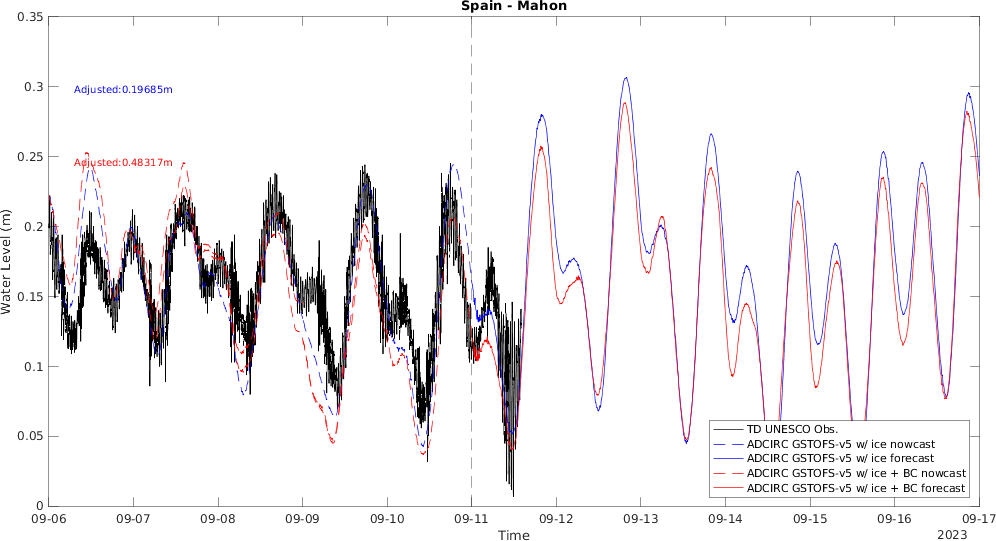 Spain - Mahon
0.35
0.3
0.25
0.2
0.15
0.1
0.05
0
Water Level (m)
Adjusted:0.19685m
Adjusted:0.48317m
TD UNESCO Obs.
ADCIRC GSTOFS-v5 w/ ice nowcast
ADCIRC GSTOFS-v5 w/ ice forecast
ADCIRC GSTOFS-v5 w/ ice + BC nowcast
ADCIRC GSTOFS-v5 w/ ice + BC forecast
09-06 09-07 09-08 09-09 09-10 09-11 09-12 09-13 09-14 09-15 09-16 09-17
Time
2023